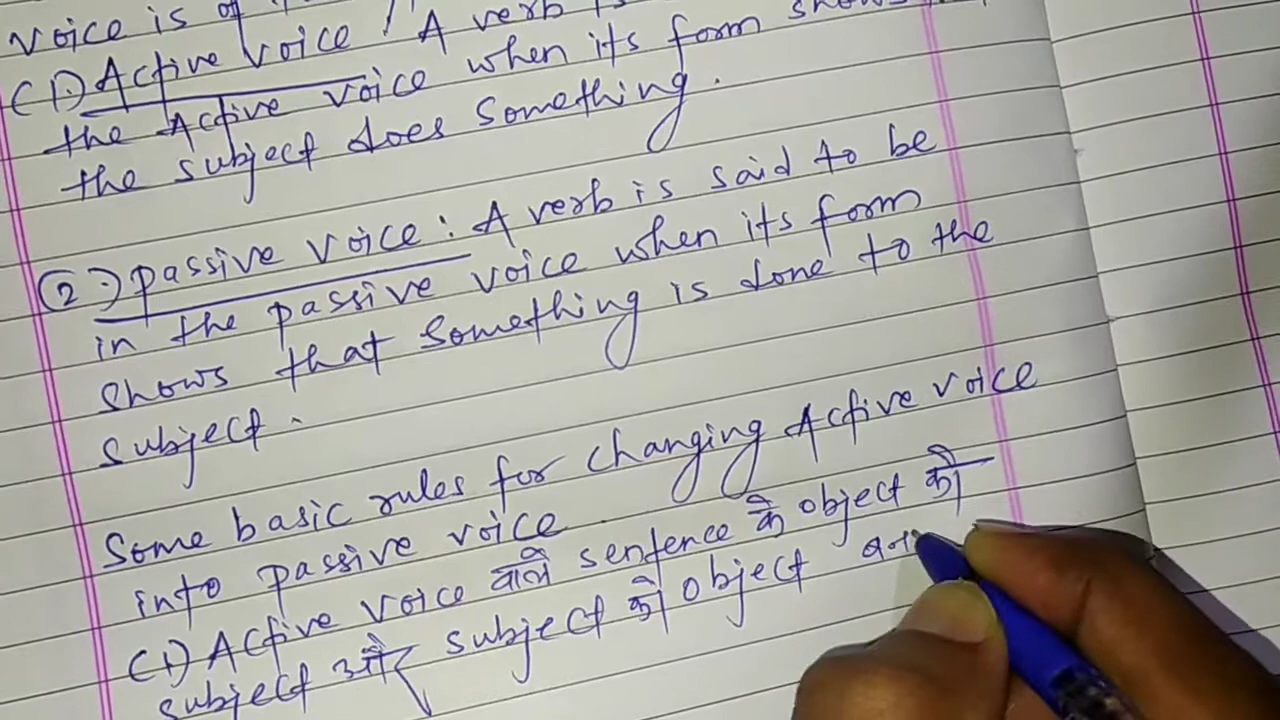 voice is of
(1.) Active voice / A verb is
the Active voice when its form shows
the subject does something.
(2.) passive voice : A verb is said to be
in the passive voice when its form
shows that something is done to the
subject.
Some basic rules for changing Active voice
into passive voice
(1) Active voice वाले sentence के object को
subject और subject को object बना